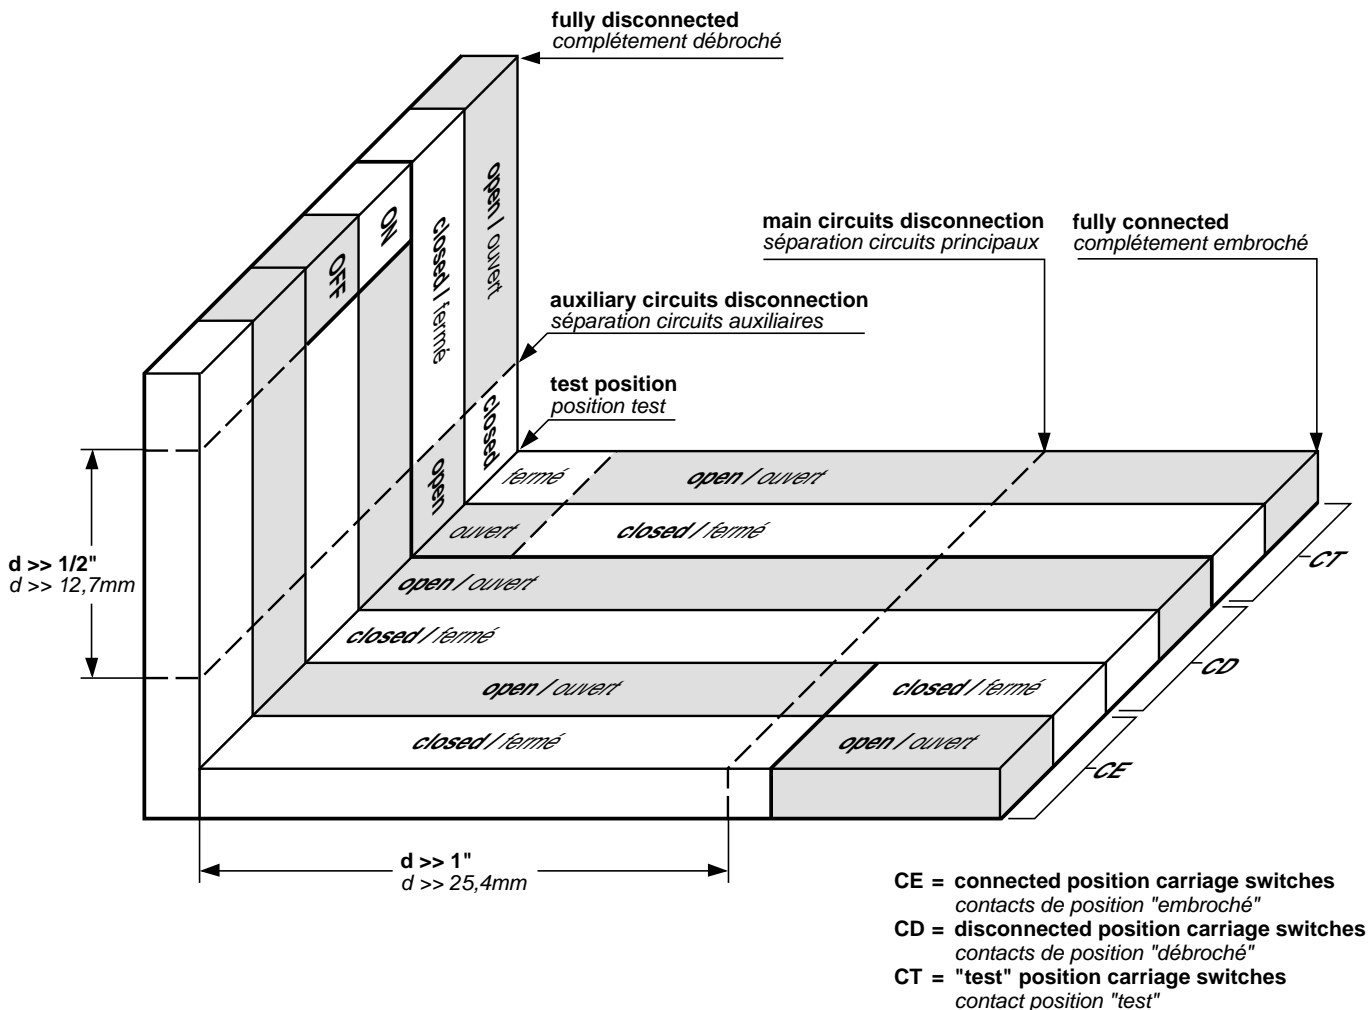 fully disconnected
complétement débroché
main circuits disconnection
séparation circuits principaux
fully connected
complétement embroché
auxiliary circuits disconnection
séparation circuits auxiliaires
test position
position test
ON
OFF
closed / fermé
open / ouvert
open
closed
fermé
open / ouvert
ouvert
closed / fermé
open / ouvert
closed / fermé
open / ouvert
closed / fermé
closed / fermé
open / ouvert
CT
CD
CE
d >> 1/2"
d >> 12,7mm
d >> 1"
d >> 25,4mm
CE = connected position carriage switches
contacts de position "embroché"
CD = disconnected position carriage switches
contacts de position "débroché"
CT = "test" position carriage switches
contact position "test"